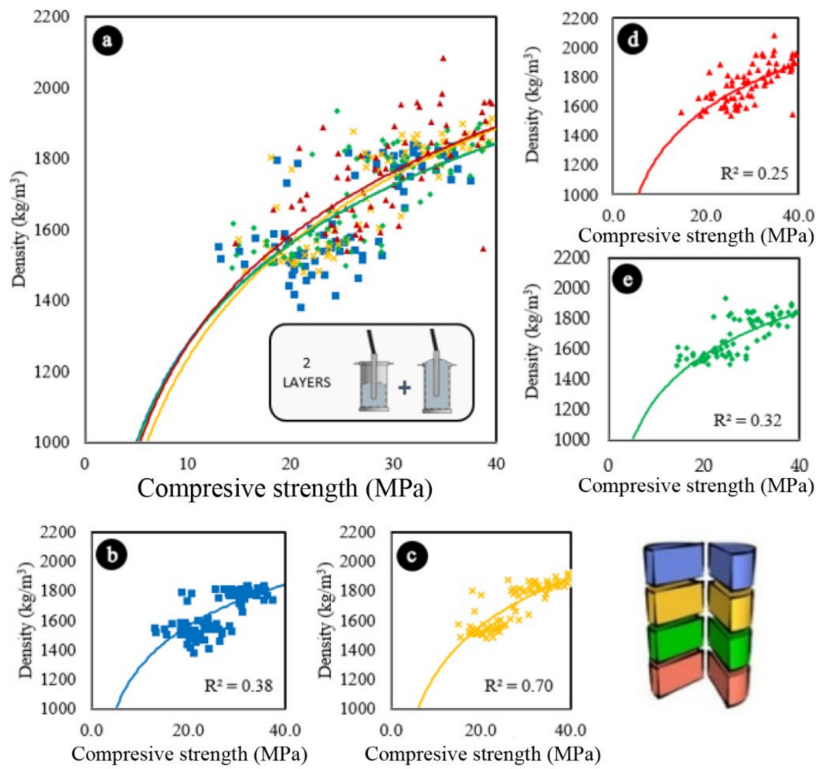 a
2200
2000
1800
1600
1400
1200
1000
Density (kg/m³)
0 10 20 30 40
Compresive strength (MPa)
2
LAYERS
+
d
2200
2000
1800
1600
1400
1200
1000
Density (kg/m³)
R² = 0.25
0.0 20.0 40.0
Compresive strength (MPa)
e
2200
2000
1800
1600
1400
1200
1000
Density (kg/m³)
R² = 0.32
0 20 40
Compresive strength (MPa)
b
2200
2000
1800
1600
1400
1200
1000
Density (kg/m³)
R² = 0.38
0.0 20.0 40.0
Compresive strength (MPa)
c
2200
2000
1800
1600
1400
1200
1000
Density (kg/m³)
R² = 0.70
0.0 20.0 40.0
Compresive strength (MPa)